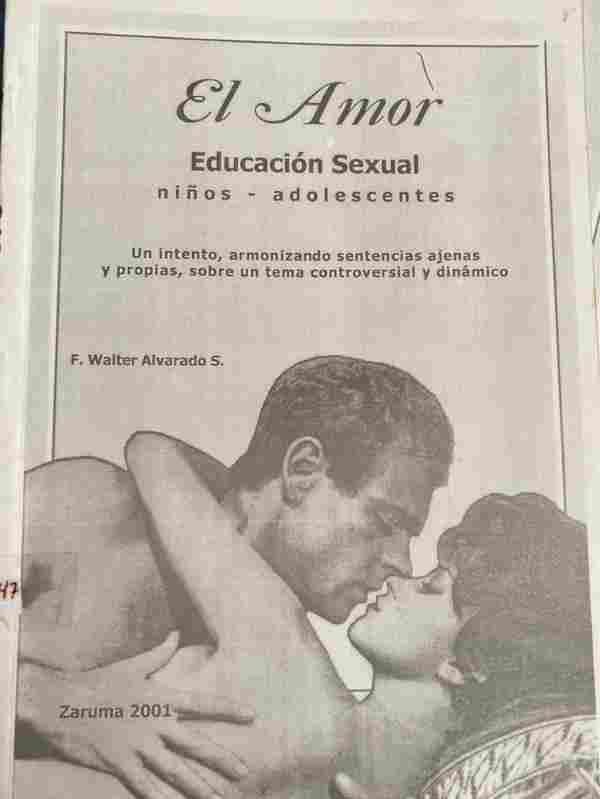 El Amor
Educación Sexual
niños - adolescentes
Un intento, armonizando sentencias ajenas
y propias, sobre un tema controversial y dinámico
F. Walter Alvarado S.
47
Zaruma 2001